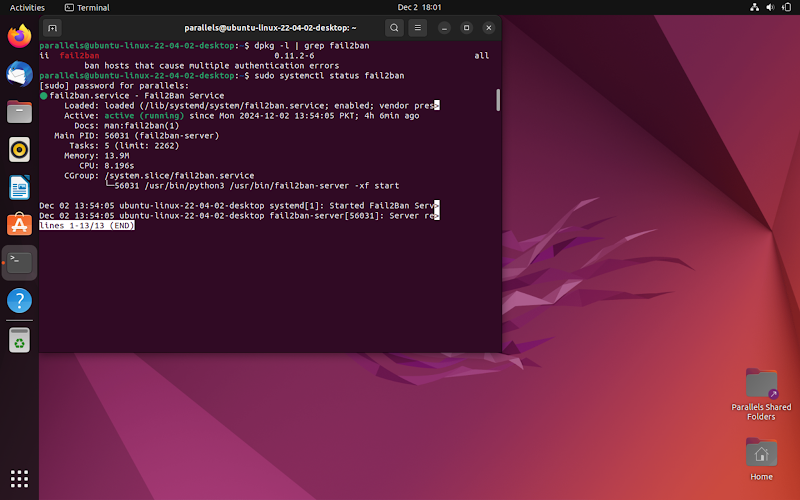 Activities
Terminal
Dec 2 18:01
parallels@ubuntu-linux-22-04-02-desktop: ~
parallels@ubuntu-linux-22-04-02-desktop:~$ dpkg -l | grep fail2ban
ii fail2ban 0.11.2-6 all
ban hosts that cause multiple authentication errors
parallels@ubuntu-linux-22-04-02-desktop:~$ sudo systemctl status fail2ban
[sudo] password for parallels:
● fail2ban.service - Fail2Ban Service
Loaded: loaded (/lib/systemd/system/fail2ban.service; enabled; vendor pres>
Active: active (running) since Mon 2024-12-02 13:54:05 PKT; 4h 6min ago
Docs: man:fail2ban(1)
Main PID: 56031 (fail2ban-server)
Tasks: 5 (limit: 2262)
Memory: 13.9M
CPU: 8.196s
CGroup: /system.slice/fail2ban.service
└─56031 /usr/bin/python3 /usr/bin/fail2ban-server -xf start
Dec 02 13:54:05 ubuntu-linux-22-04-02-desktop systemd[1]: Started Fail2Ban Serv>
Dec 02 13:54:05 ubuntu-linux-22-04-02-desktop fail2ban-server[56031]: Server re>
lines 1-13/13 (END)
Parallels Shared
Folders
Home